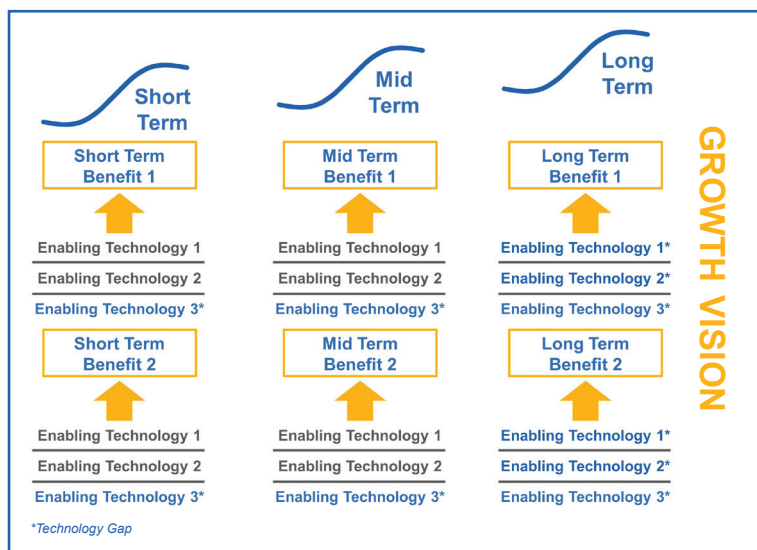 Short
Term
Mid
Term
Long
Term
Short Term
Benefit 1
Mid Term
Benefit 1
Long Term
Benefit 1
Enabling Technology 1
Enabling Technology 1
Enabling Technology 1*
Enabling Technology 2
Enabling Technology 2
Enabling Technology 2*
Enabling Technology 3*
Enabling Technology 3*
Enabling Technology 3*
Short Term
Benefit 2
Mid Term
Benefit 2
Long Term
Benefit 2
Enabling Technology 1
Enabling Technology 1
Enabling Technology 1*
Enabling Technology 2
Enabling Technology 2
Enabling Technology 2*
Enabling Technology 3*
Enabling Technology 3*
Enabling Technology 3*
*Technology Gap
GROWTH VISION